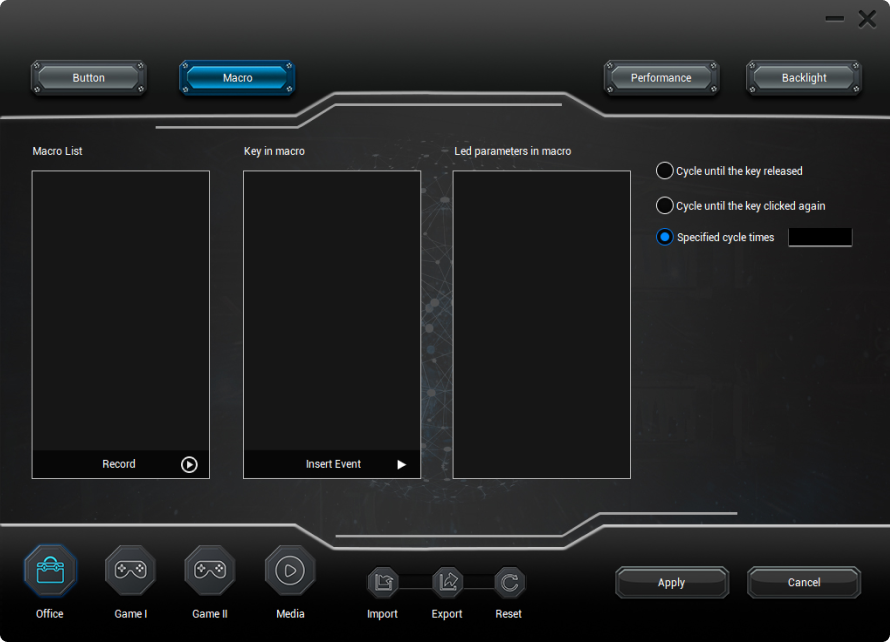 Button
Macro
Performance
Backlight
Macro List
Key in macro
Led parameters in macro
Cycle until the key released
Cycle until the key clicked again
Specified cycle times
Record
Insert Event
Office
Game I
Game II
Media
Import
Export
Reset
Apply
Cancel